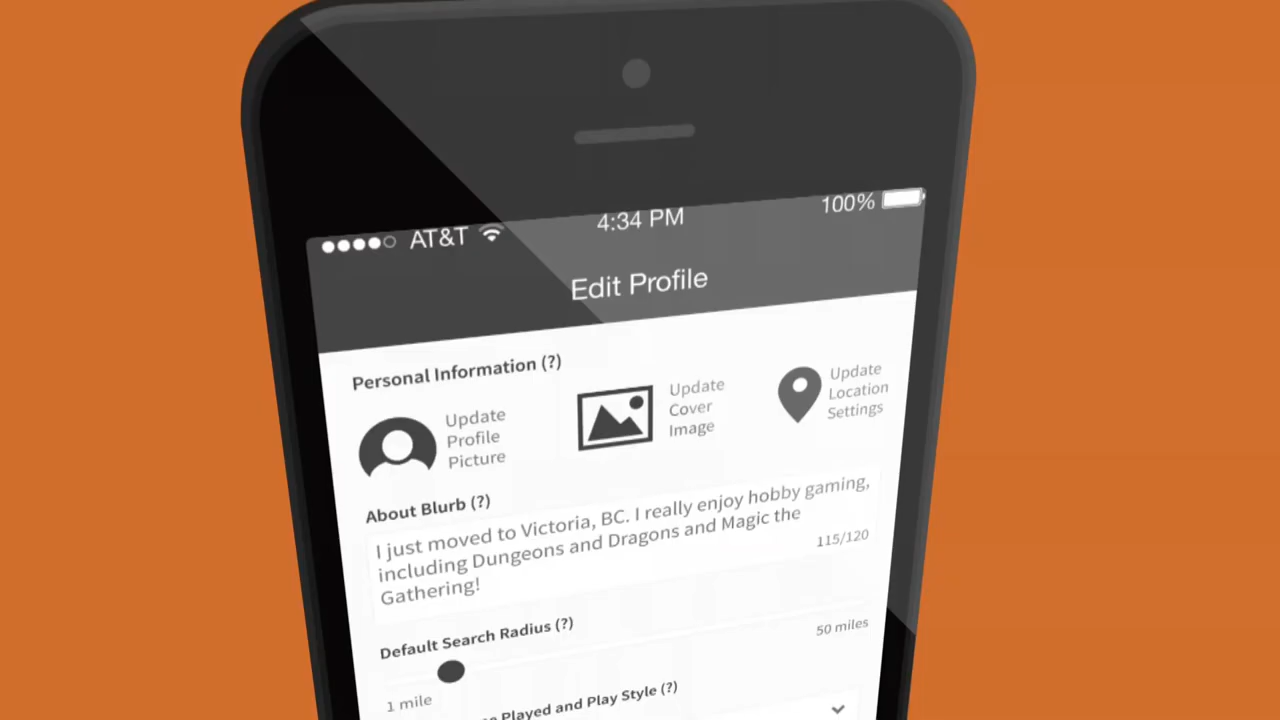 AT&T 4:34 PM 100%
Edit Profile
Personal Information (?)
Update
Profile
Picture
Update
Cover
Image
Update
Location
Settings
About Blurb (?)
I just moved to Victoria, BC. I really enjoy hobby gaming,
including Dungeons and Dragons and Magic the
Gathering!
115/120
Default Search Radius (?)
1 mile
50 miles
Played and Play Style (?)